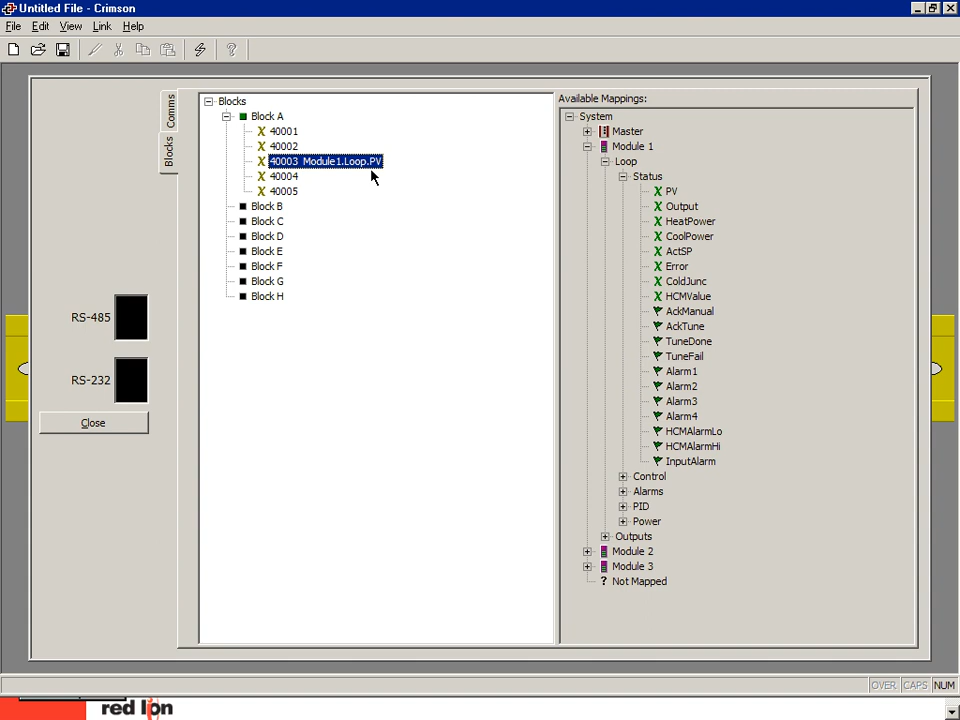 Untitled File - Crimson
File Edit View Link Help
Comms
Blocks
RS-485
RS-232
Close
Blocks
Block A
40001
40002
40003 Module1.Loop.PV
40004
40005
Block B
Block C
Block D
Block E
Block F
Block G
Block H
Available Mappings:
System
Master
Module 1
Loop
Status
PV
Output
HeatPower
CoolPower
ActSP
Error
ColdJunc
HCMValue
AckManual
AckTune
TuneDone
TuneFail
Alarm1
Alarm2
Alarm3
Alarm4
HCMAlarmLo
HCMAlarmHi
InputAlarm
Control
Alarms
PID
Power
Outputs
Module 2
Module 3
? Not Mapped
OVER CAPS NUM
red lion